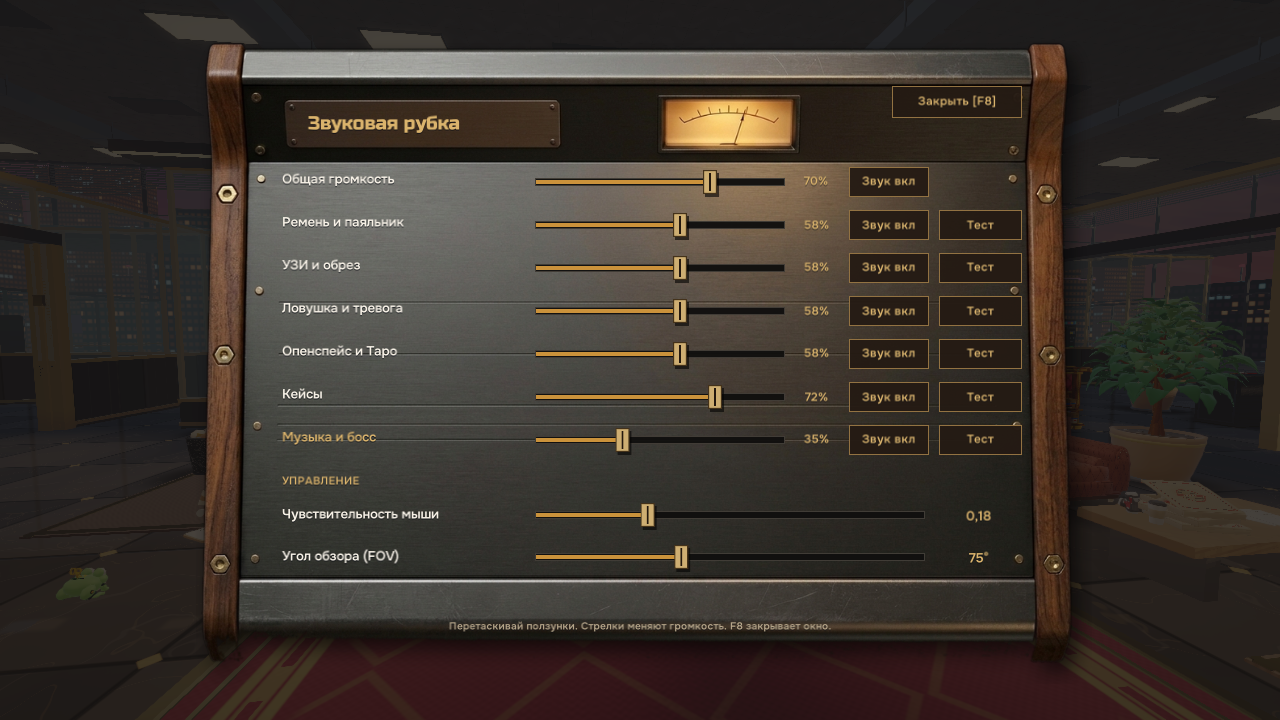 Звуковая рубка
Закрыть [F8]
Общая громкость 70% Звук вкл
Ремень и паяльник 58% Звук вкл Тест
УЗИ и обрез 58% Звук вкл Тест
Ловушка и тревога 58% Звук вкл Тест
Опенспейс и Таро 58% Звук вкл Тест
Кейсы 72% Звук вкл Тест
Музыка и босс 35% Звук вкл Тест
УПРАВЛЕНИЕ
Чувствительность мыши 0,18
Угол обзора (FOV) 75°
Перетаскивай ползунки. Стрелки меняют громкость. F8 закрывает окно.